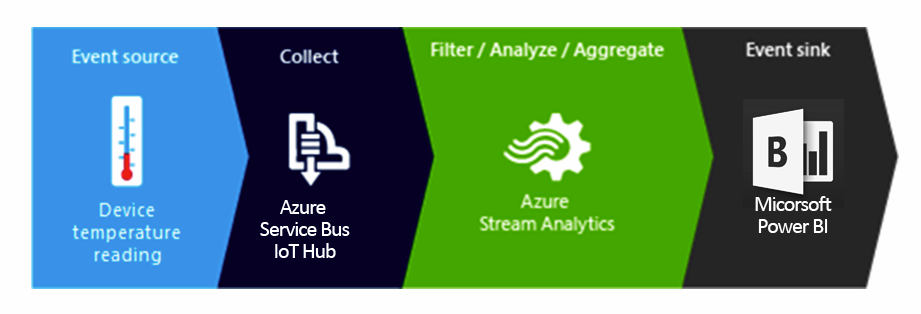 Event source
Collect
Filter / Analyze / Aggregate
Event sink
Device
temperature
reading
Azure
Service Bus
IoT Hub
Azure
Stream Analytics
B
Micorsoft
Power BI